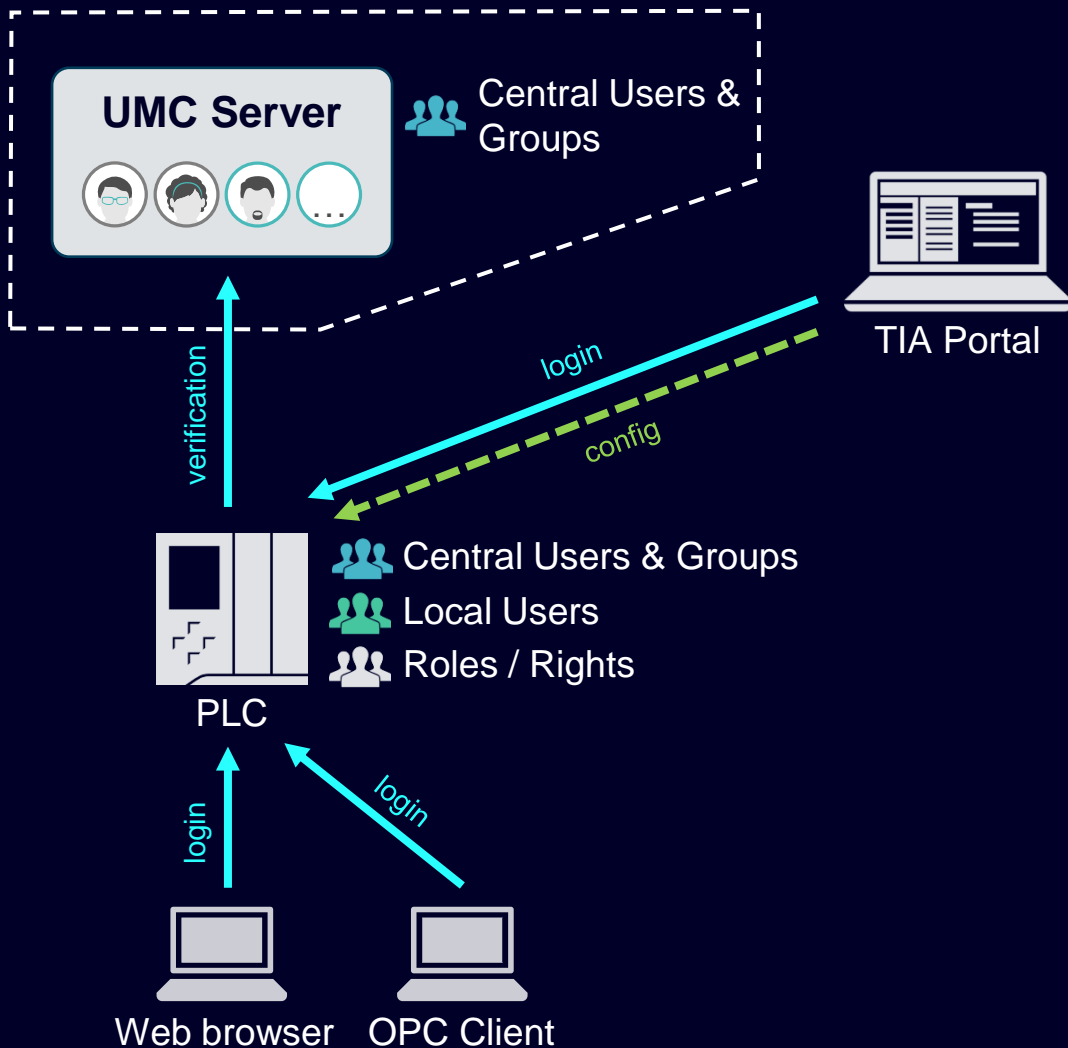 UMC Server
...
Central Users &
Groups
TIA Portal
login
config
verification
Central Users & Groups
Local Users
Roles / Rights
PLC
login
login
Web browser
OPC Client